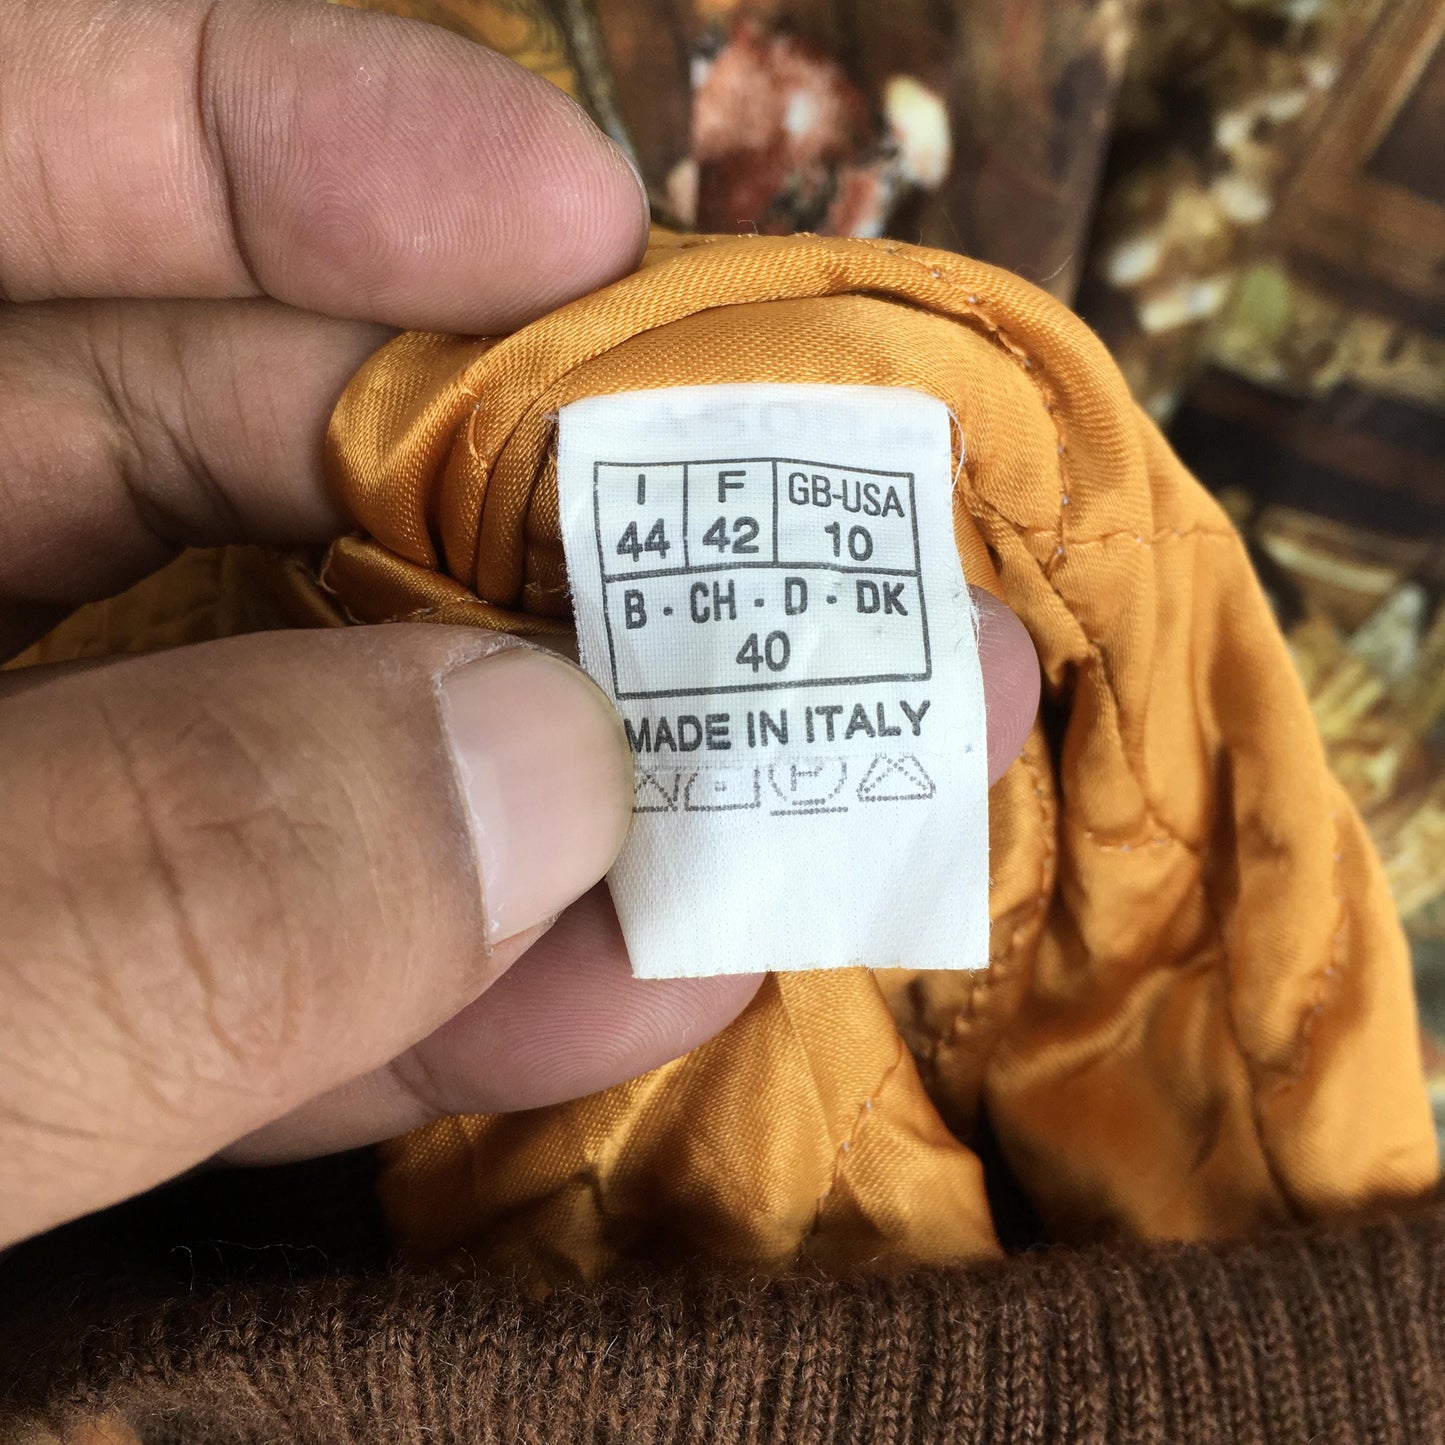 I F GB-USA
44 42 10
B · CH · D · DK
40
MADE IN ITALY
P